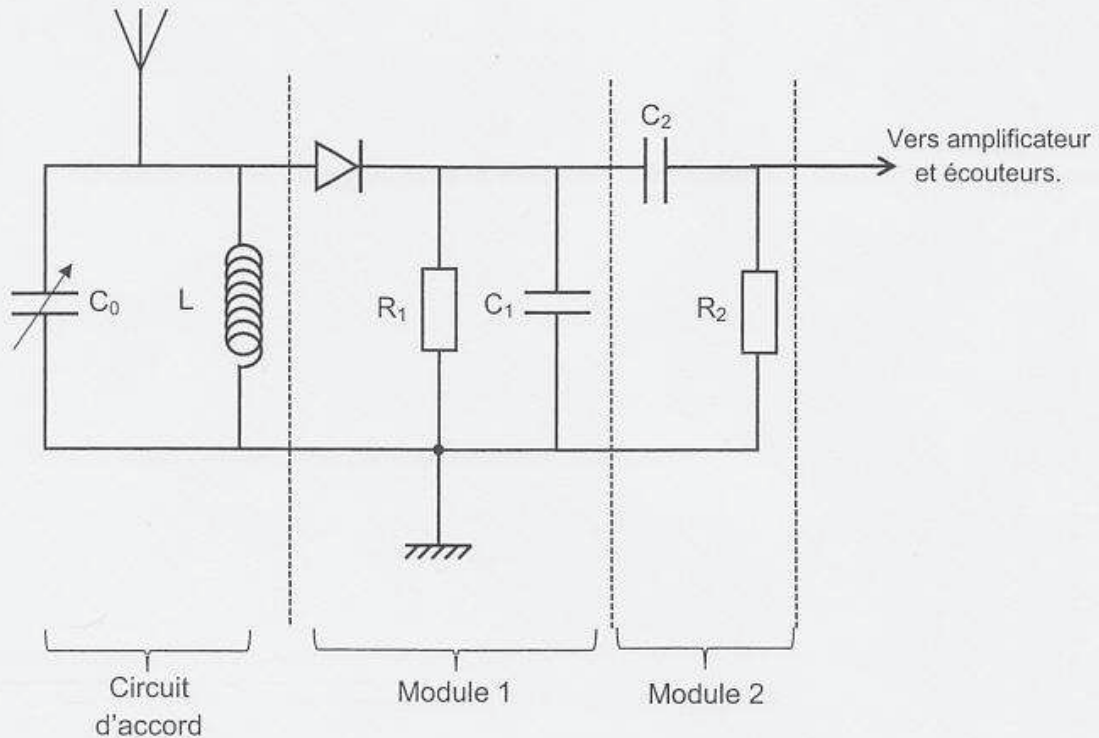 C₂
Vers amplificateur
et écouteurs.
C₀
L
R₁
C₁
R₂
Circuit
d'accord
Module 1
Module 2